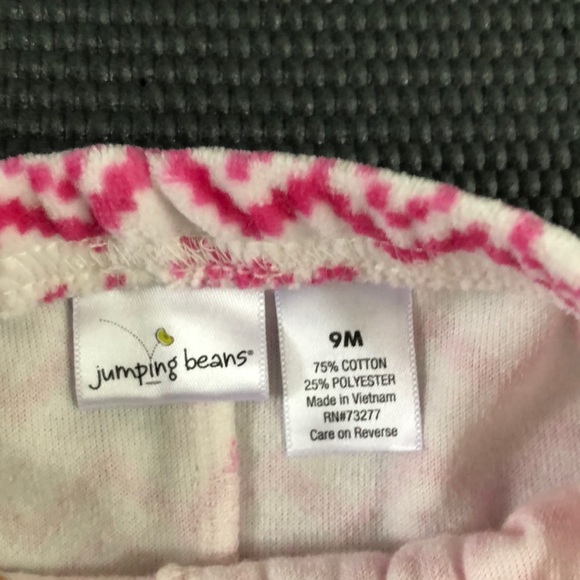 jumping beans®
9M
75% COTTON
25% POLYESTER
Made in Vietnam
RN#73277
Care on Reverse